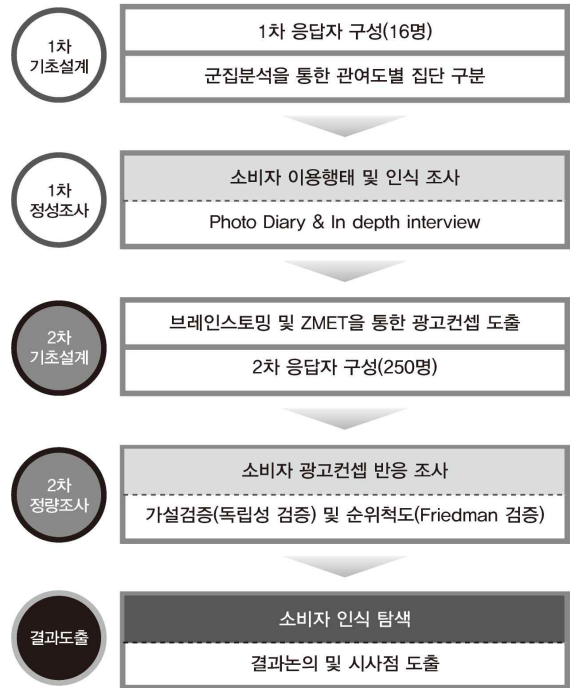 1차
기초설계
1차 응답자 구성(16명)
군집분석을 통한 관여도별 집단 구분
1차
정성조사
소비자 이용행태 및 인식 조사
Photo Diary & In depth interview
2차
기초설계
브레인스토밍 및 ZMET을 통한 광고컨셉 도출
2차 응답자 구성(250명)
2차
정량조사
소비자 광고컨셉 반응 조사
가설검증(독립성 검증) 및 순위척도(Friedman 검증)
결과도출
소비자 인식 탐색
결과논의 및 시사점 도출